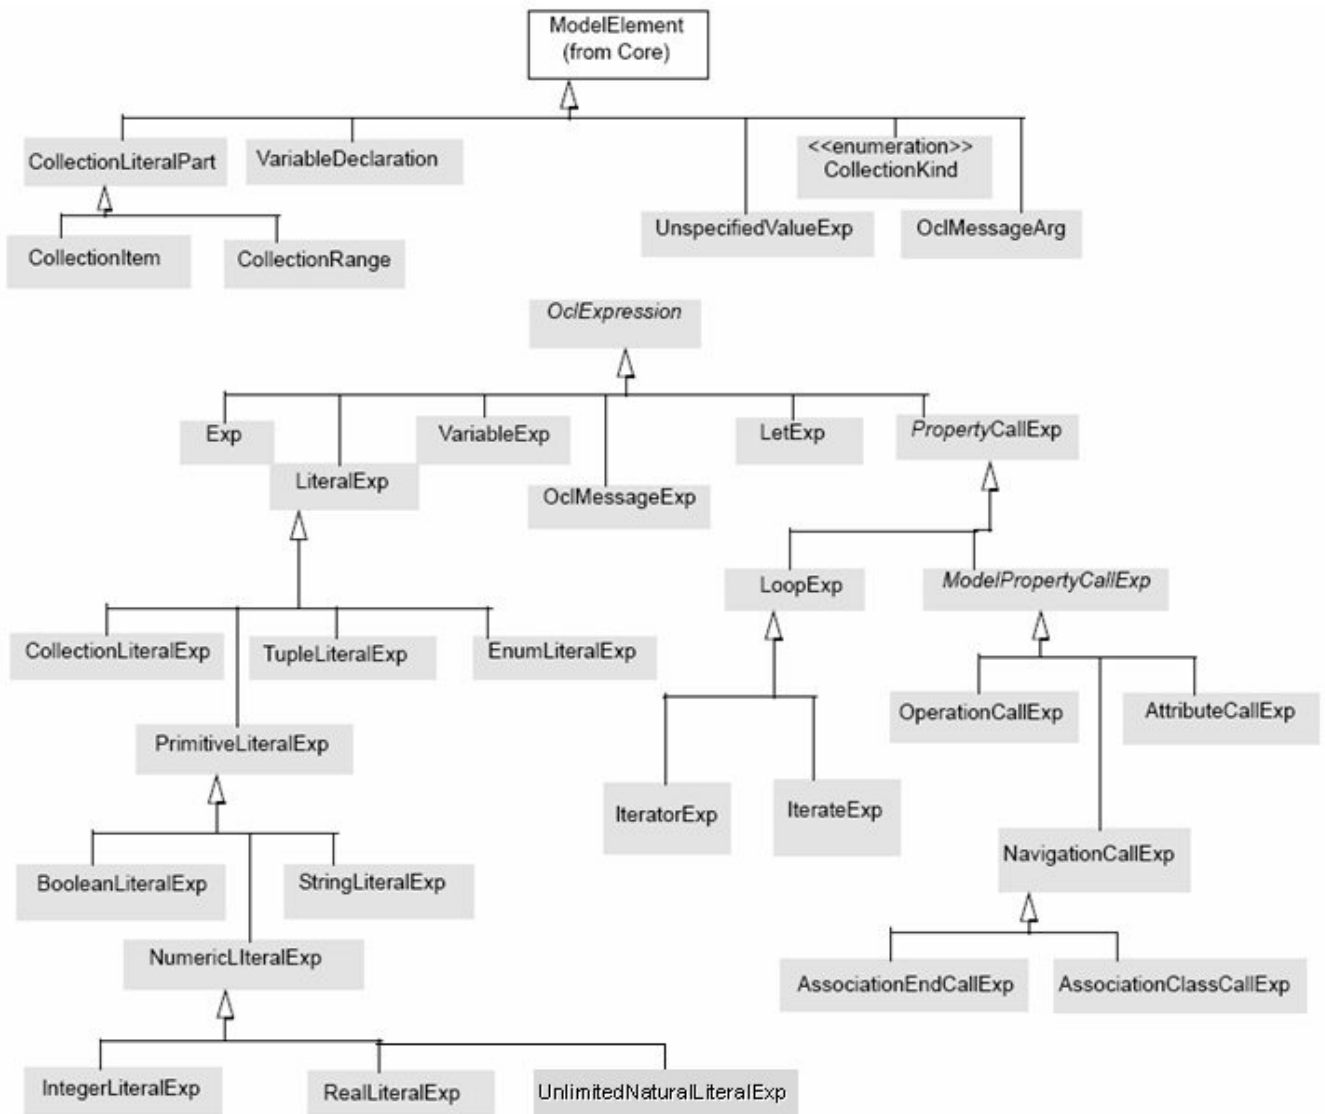 ModelElement
(from Core)
CollectionLiteralPart
VariableDeclaration
<<enumeration>>
CollectionKind
UnspecifiedValueExp
OclMessageArg
CollectionItem
CollectionRange
OclExpression
Exp
VariableExp
LetExp
PropertyCallExp
LiteralExp
OclMessageExp
LoopExp
ModelPropertyCallExp
CollectionLiteralExp
TupleLiteralExp
EnumLiteralExp
OperationCallExp
AttributeCallExp
PrimitiveLiteralExp
IteratorExp
IterateExp
NavigationCallExp
BooleanLiteralExp
StringLiteralExp
NumericLIteralExp
AssociationEndCallExp
AssociationClassCallExp
IntegerLiteralExp
RealLiteralExp
UnlimitedNaturalLiteralExp